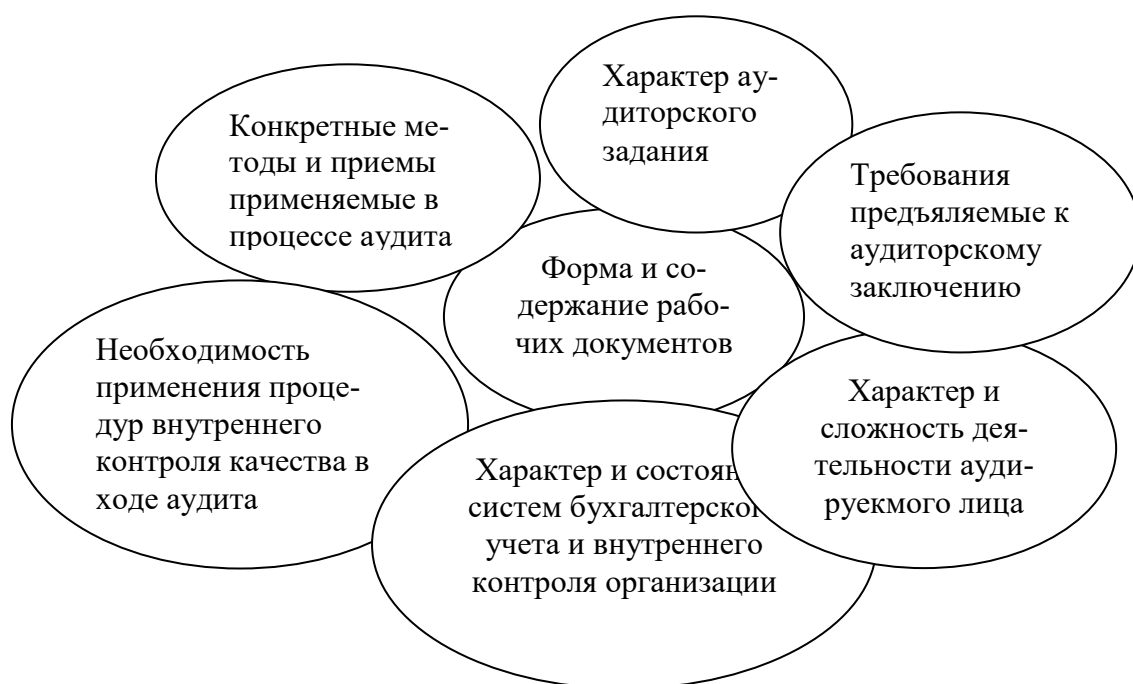 Характер ау-
диторского
задания
Конкретные ме-
тоды и приемы
применяемые в
процессе аудита
Требования
предъяляемые к
аудиторскому
заключению
Форма и со-
держание рабо-
чих документов
Необходимость
применения проце-
дур внутреннего
контроля качества в
ходе аудита
Характер и
сложность дея-
тельности ауди-
руекмого лица
Характер и состоян
систем бухгалтерског
учета и внутреннего
контроля организации